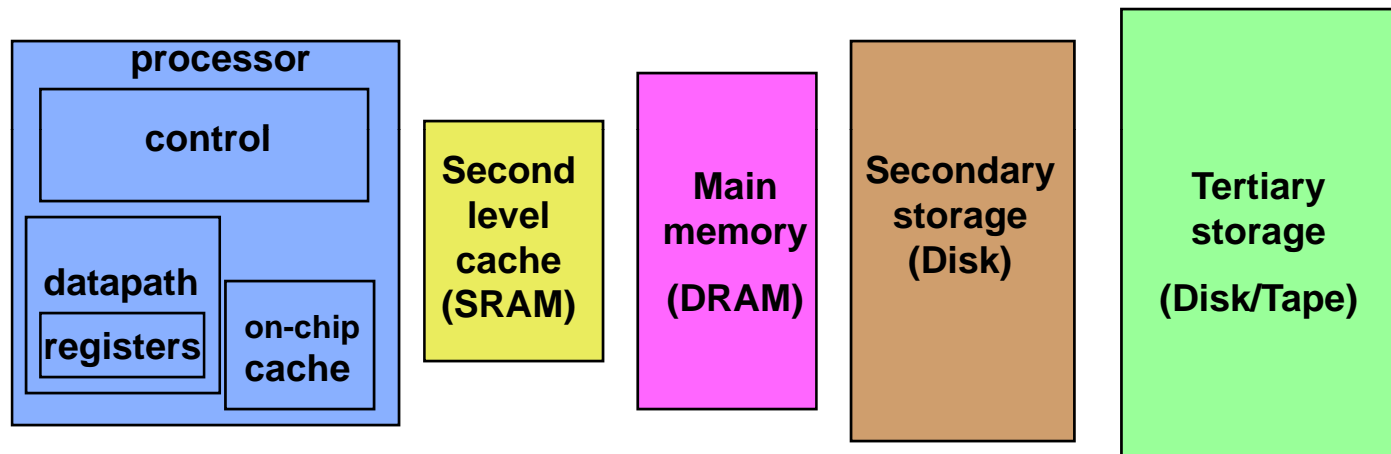 processor
control
datapath
registers
on-chip
cache
Second
level
cache
(SRAM)
Main
memory
(DRAM)
Secondary
storage
(Disk)
Tertiary
storage
(Disk/Tape)